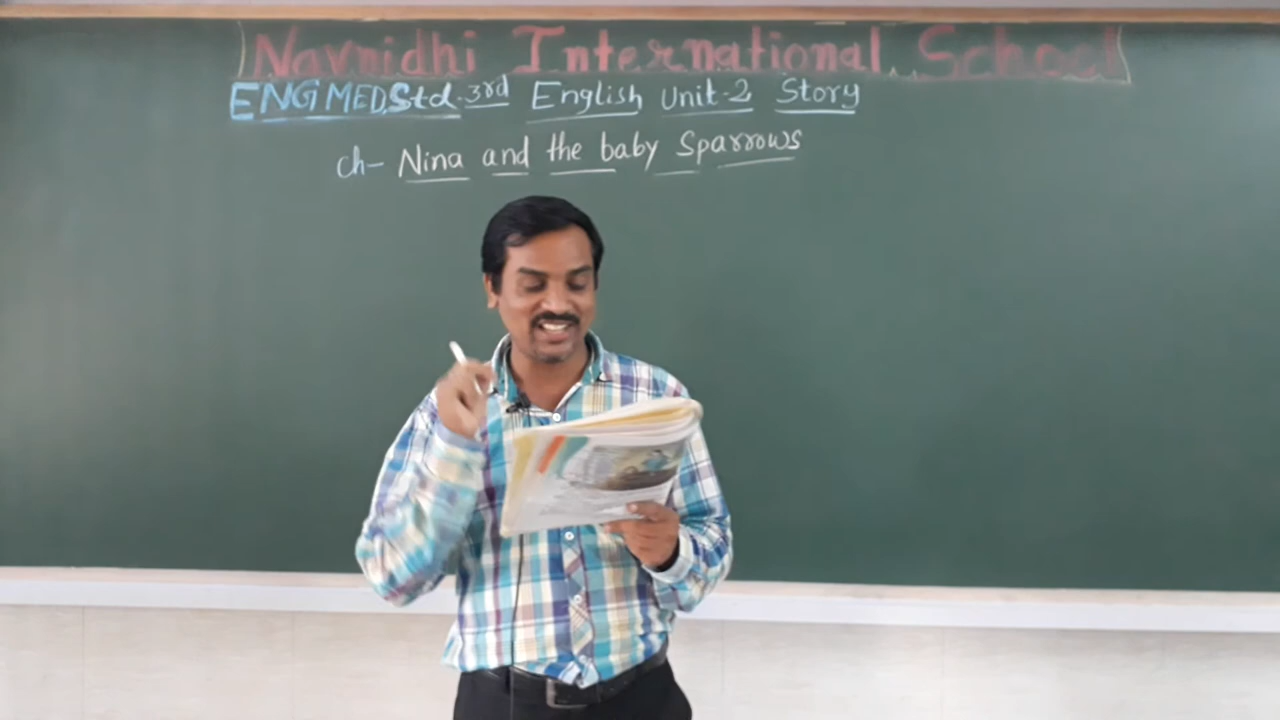 Navnidhi International School
ENG MED, Std-3rd English Unit-2 Story
ch- Nina and the baby Sparrows